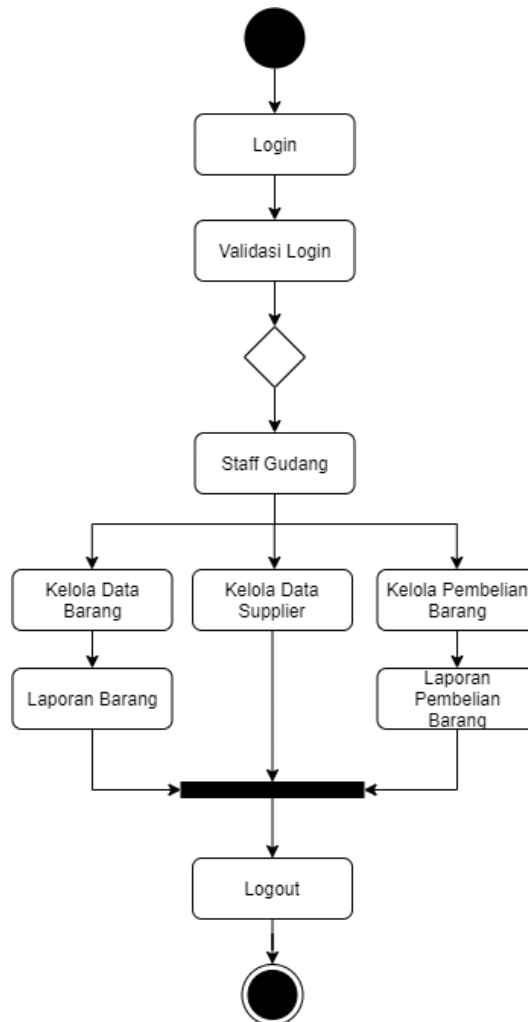 Login
Validasi Login
Staff Gudang
Kelola Data
Barang
Kelola Data
Supplier
Kelola Pembelian
Barang
Laporan Barang
Laporan
Pembelian
Barang
Logout